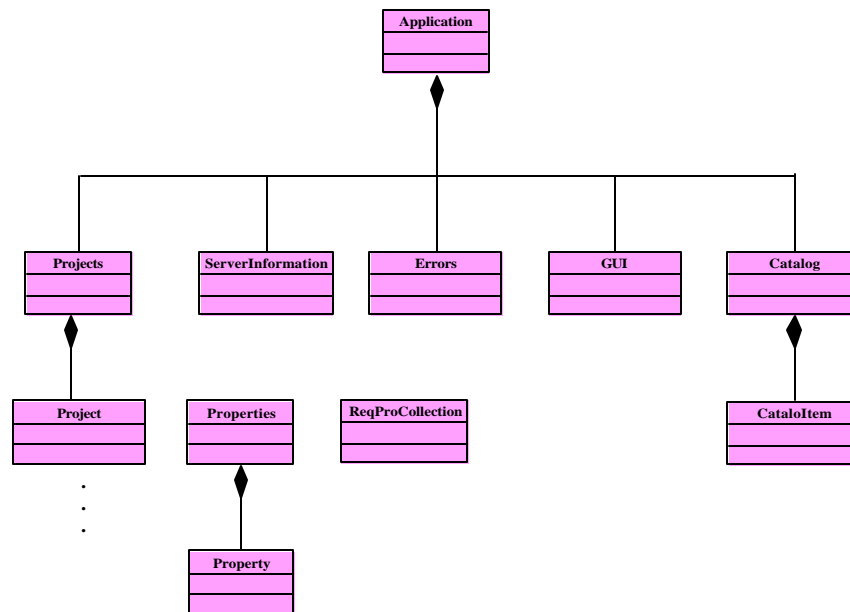 Application
Projects
ServerInformation
Errors
GUI
Catalog
Project
Properties
ReqProCollection
CataloItem
.
.
.
Property